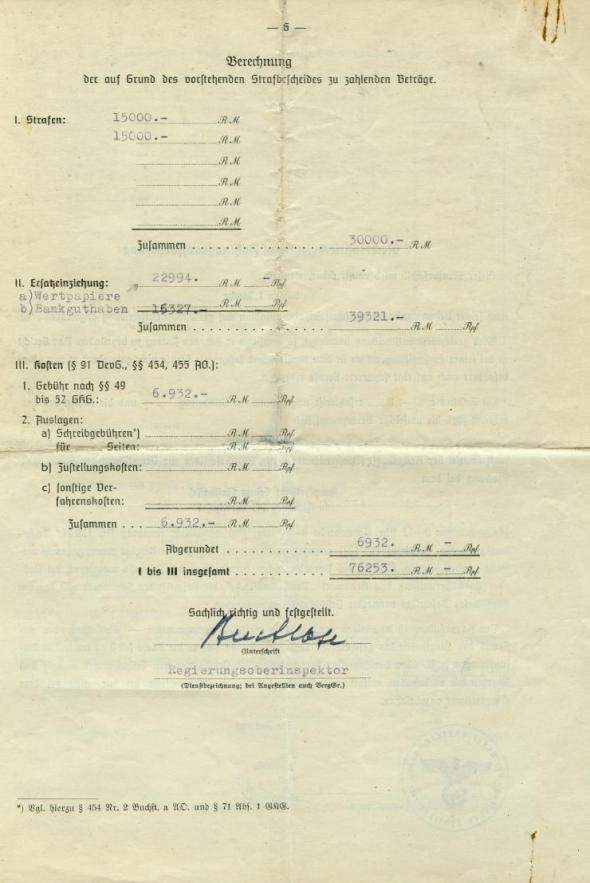 — 6 —
Berechnung
der auf Grund des vorstehenden Strafbescheides zu zahlenden Beträge.
I. Strafen: 15000.- RM
15000.- RM
RM
RM
RM
RM
Zusammen 30000.- RM
II. Ersatzeinziehung: 22994. RM - Rpf
a) Wertpapiere
b) Bankguthaben 16327.- RM Rpf
Zusammen 39321.- RM Rpf
III. Kosten (§ 91 DevG., §§ 454, 455 AO.):
1. Gebühr nach §§ 49
bis 52 GKG.: 6.932.- RM Rpf
2. Auslagen:
a) Schreibgebühren*) RM Rpf
für Seiten: RM Rpf
b) Zustellungskosten: RM Rpf
c) sonstige Ver-
fahrenskosten: RM Rpf
Zusammen 6.932.- RM Rpf
Abgerundet 6932. RM - Rpf
I bis III insgesamt 76253. RM - Rpf
Sachlich richtig und festgestellt.
(Unterschrift
Regierungsoberinspektor
(Dienstbezeichnung; bei Angestellten auch VergGr.)
*) Vgl. hierzu § 454 Nr. 2 Buchst. a AO. und § 71 Abs. 1 GKG.